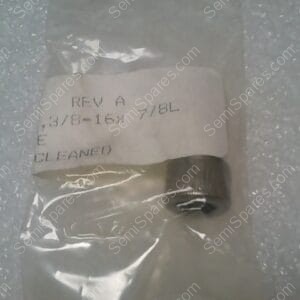 REV A
.3/8-16x 7/8L
E
CLEANED
SemiSpares.com